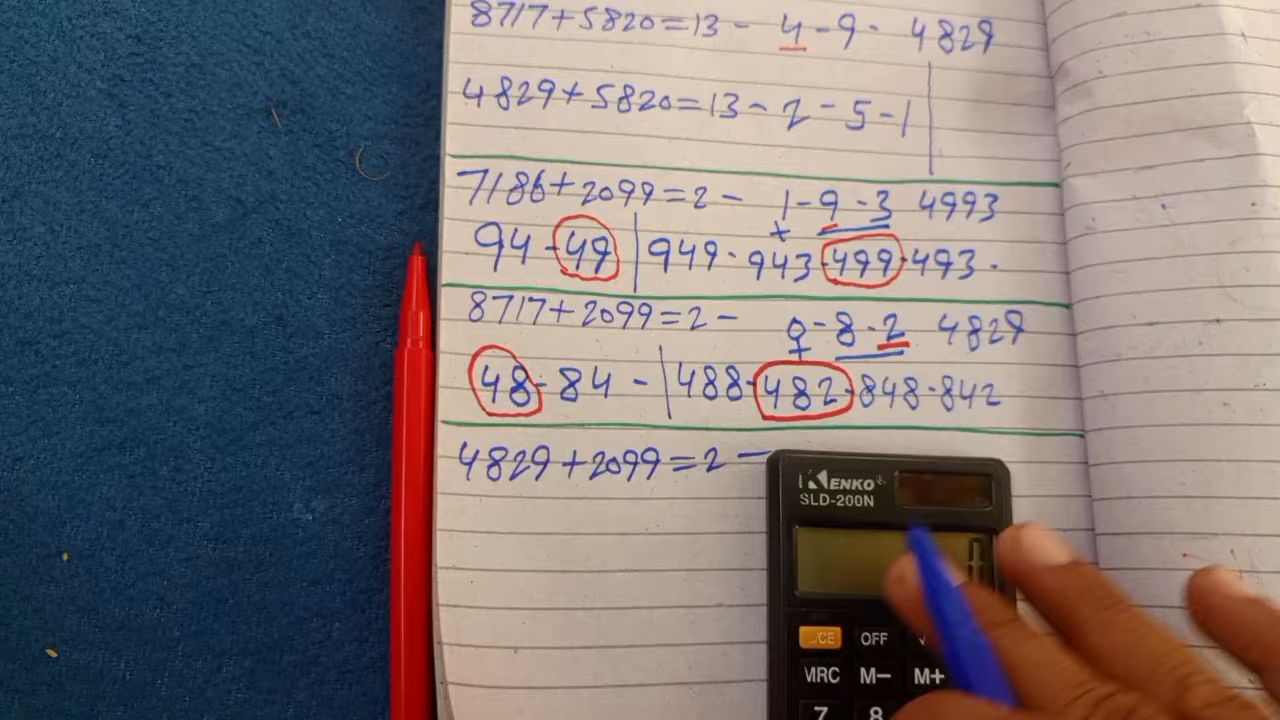 8717+5820=13 - 4 - 9 - 4829
4829+5820=13 - 2 - 5 - 1
7186+2099=2 - 1 - 9 - 3 4993
94 - 49 | 949 - 943 - 499 - 493 -
8717+2099=2 - 9 - 8 - 2 4829
48 - 84 - | 488 - 482 - 848 - 842
4829+2099=2 -
KENKO
SLD-200N
OFF
MRC M- M+
7 8